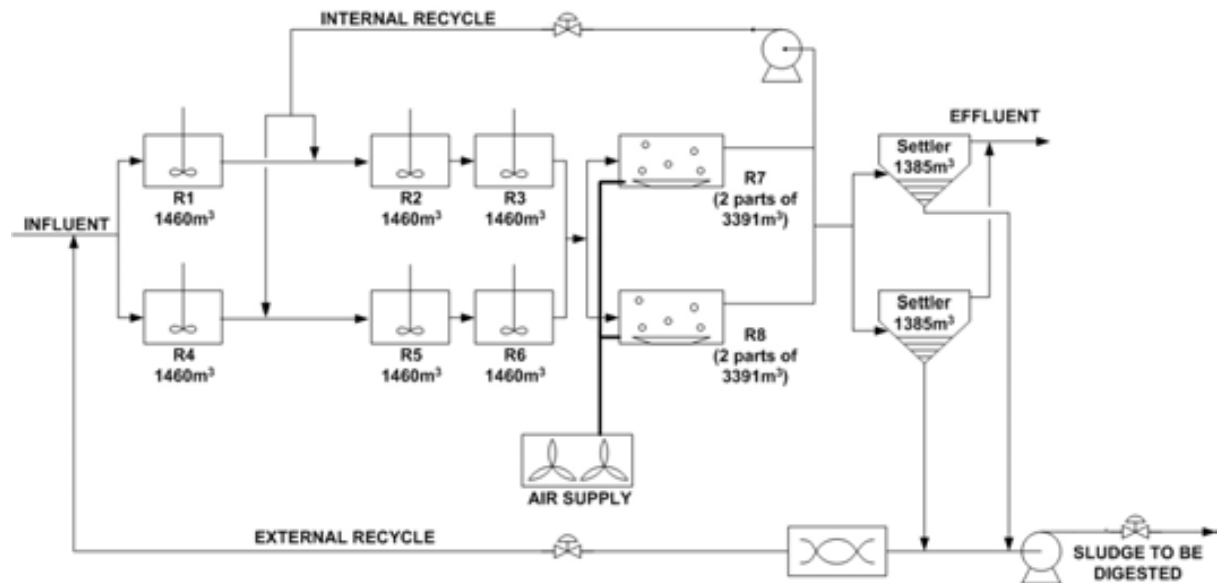 INTERNAL RECYCLE
EFFLUENT
Settler
1385m³
R1
1460m³
R2
1460m³
R3
1460m³
R7
(2 parts of
3391m³)
INFLUENT
Settler
1385m³
R4
1460m³
R5
1460m³
R6
1460m³
R8
(2 parts of
3391m³)
AIR SUPPLY
EXTERNAL RECYCLE
SLUDGE TO BE
DIGESTED